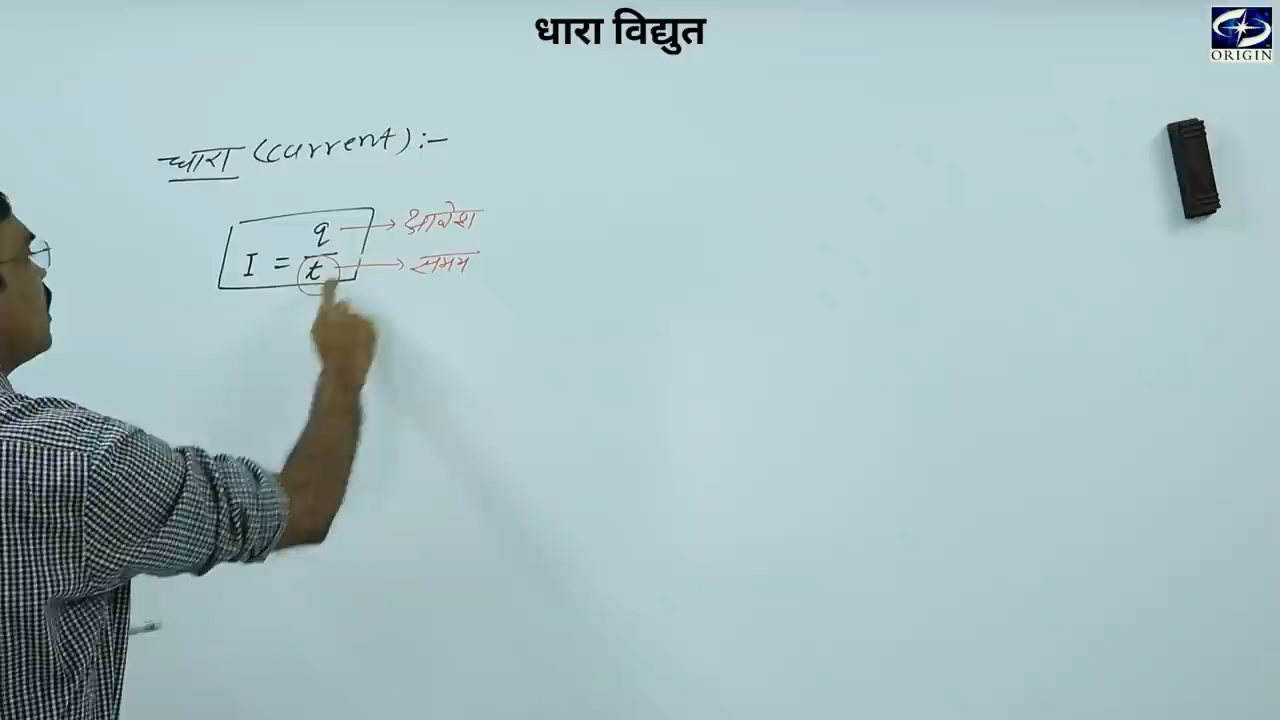 धारा विद्युत
ORIGIN
धारा (current) :-
I = q/t
→ आवेश
→ समय